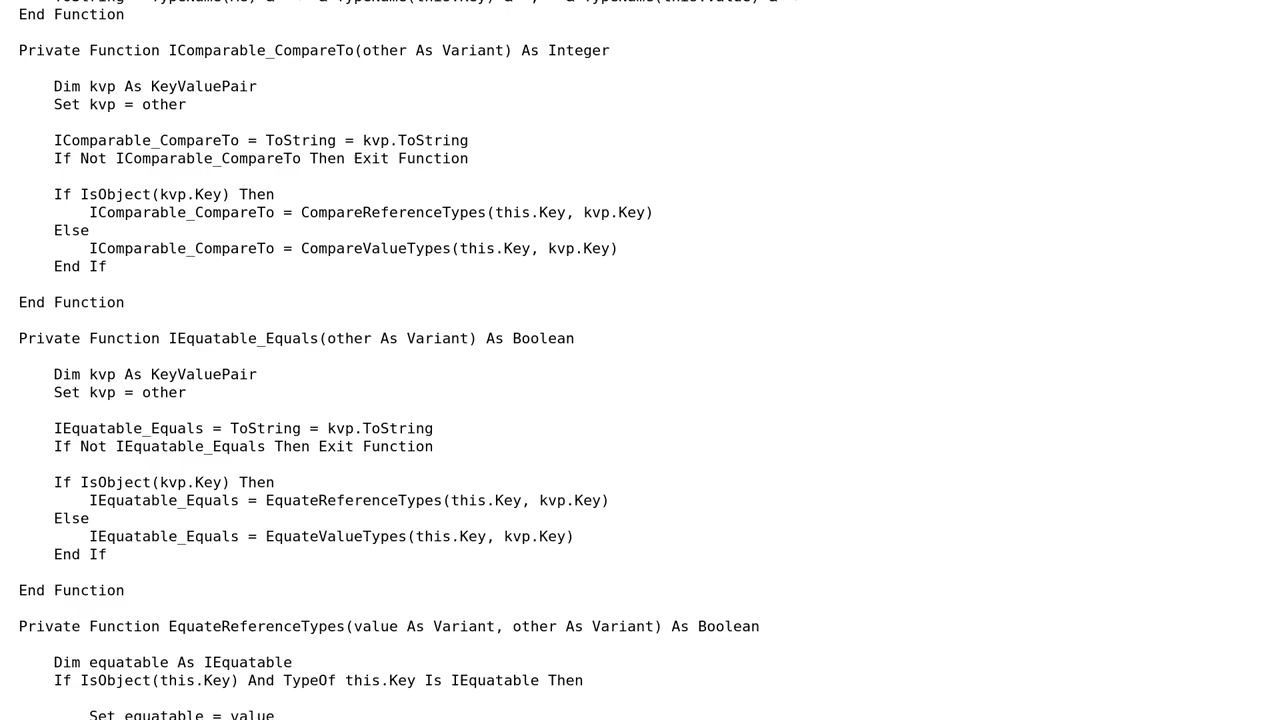 End Function
Private Function IComparable_CompareTo(other As Variant) As Integer
Dim kvp As KeyValuePair
Set kvp = other
IComparable_CompareTo = ToString = kvp.ToString
If Not IComparable_CompareTo Then Exit Function
If IsObject(kvp.Key) Then
IComparable_CompareTo = CompareReferenceTypes(this.Key, kvp.Key)
Else
IComparable_CompareTo = CompareValueTypes(this.Key, kvp.Key)
End If
End Function
Private Function IEquatable_Equals(other As Variant) As Boolean
Dim kvp As KeyValuePair
Set kvp = other
IEquatable_Equals = ToString = kvp.ToString
If Not IEquatable_Equals Then Exit Function
If IsObject(kvp.Key) Then
IEquatable_Equals = EquateReferenceTypes(this.Key, kvp.Key)
Else
IEquatable_Equals = EquateValueTypes(this.Key, kvp.Key)
End If
End Function
Private Function EquateReferenceTypes(value As Variant, other As Variant) As Boolean
Dim equatable As IEquatable
If IsObject(this.Key) And TypeOf this.Key Is IEquatable Then
Set equatable = value